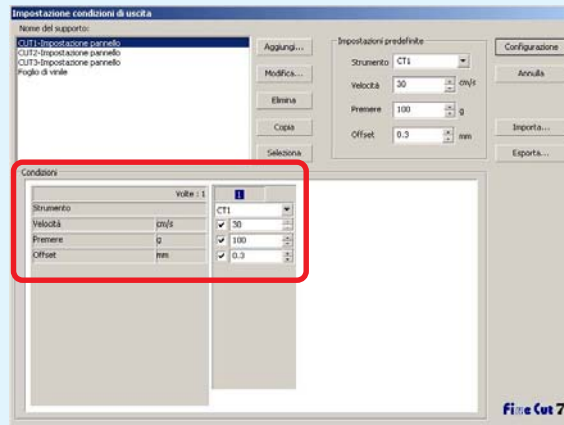 Impostazione condizioni di uscita
Nome del supporto:
CUT1-Impostazione pannello
CUT2-Impostazione pannello
CUT3-Impostazione pannello
Foglio di vinile
Aggiungi...
Modifica...
Elimina
Copia
Seleziona
Impostazioni predefinite
Strumento CT1
Velocità 30 cm/s
Premere 100 g
Offset 0.3 mm
Configurazione
Annulla
Importa...
Esporta...
Condizioni
Volte : 1 1
Strumento CT1
Velocità cm/s 30
Premere g 100
Offset mm 0.3
Fine Cut 7